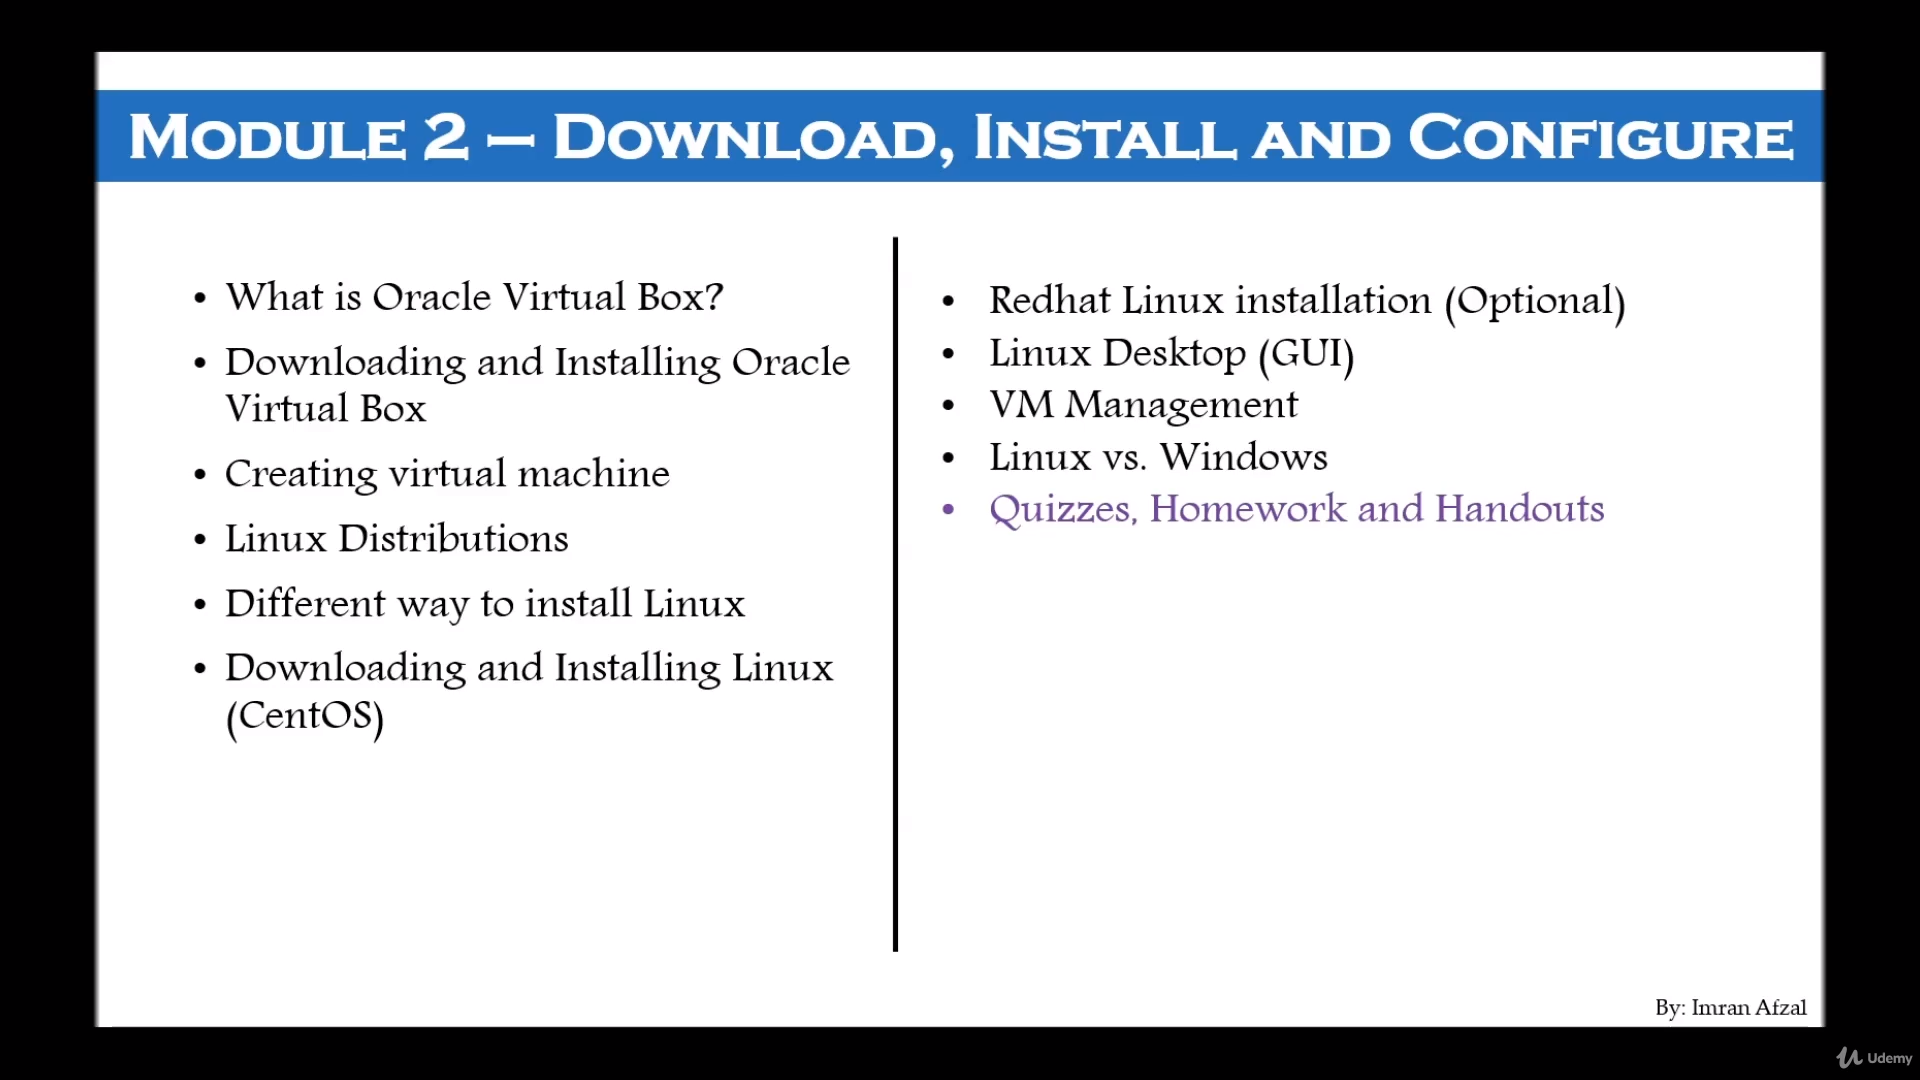 Module 2 – Download, Install and Configure
• What is Oracle Virtual Box?
• Downloading and Installing Oracle
Virtual Box
• Creating virtual machine
• Linux Distributions
• Different way to install Linux
• Downloading and Installing Linux
(CentOS)
• Redhat Linux installation (Optional)
• Linux Desktop (GUI)
• VM Management
• Linux vs. Windows
• Quizzes, Homework and Handouts
By: Imran Afzal
Udemy